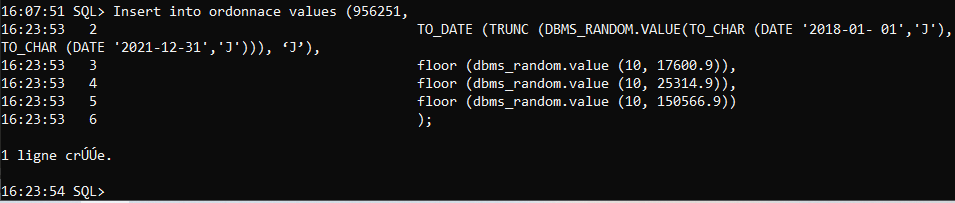 16:07:51 SQL> Insert into ordonnace values (956251,
16:23:53   2                                         TO_DATE (TRUNC (DBMS_RANDOM.VALUE(TO_CHAR (DATE '2018-01- 01','J'),
TO_CHAR (DATE '2021-12-31','J'))), ‘J’),
16:23:53   3                                         floor (dbms_random.value (10, 17600.9)),
16:23:53   4                                         floor (dbms_random.value (10, 25314.9)),
16:23:53   5                                         floor (dbms_random.value (10, 150566.9))
16:23:53   6                                         );
1 ligne crÚÚe.
16:23:54 SQL>